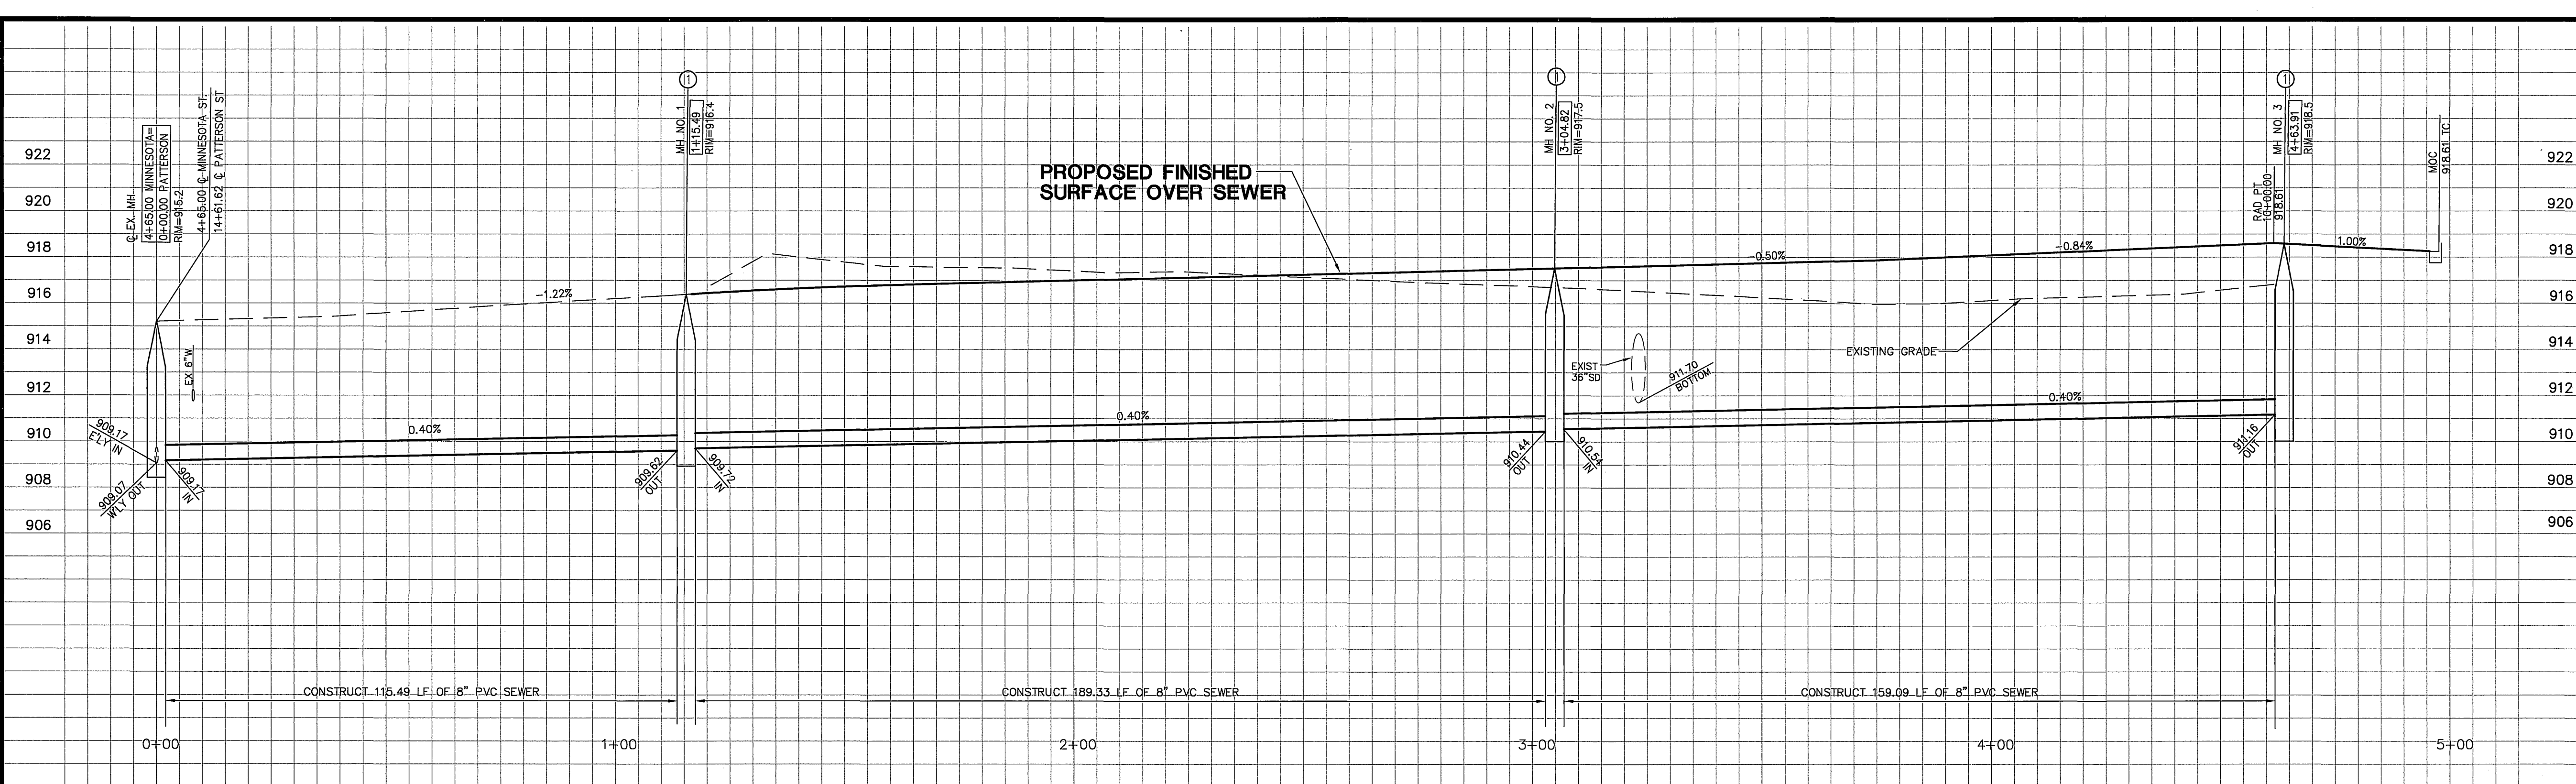 ℄ EX. MH
4+65.00 MINNESOTA=
0+00.00 PATTERSON
RIM=915.2
4+65.00 ℄ MINNESOTA ST.
14+61.62 ℄ PATTERSON ST
1
MH NO. 1
1+15.49
RIM=916.4
1
MH NO. 2
3+04.82
RIM=917.5
1
MH NO. 3
4+63.91
RIM=918.5
RAD PT
10+00.00
918.61
MOC
918.61 TC
PROPOSED FINISHED
SURFACE OVER SEWER
922
920
918
916
914
912
910
908
906
922
920
918
916
914
912
910
908
906
-1.22%
-0.50%
-0.84%
1.00%
EX 6"W
EXIST
36"SD
911.70
BOTTOM
EXISTING GRADE
0.40%
0.40%
0.40%
909.17
E'LY IN
909.07
W'LY OUT
909.17
IN
909.62
OUT
909.72
IN
910.44
OUT
910.54
IN
911.16
OUT
CONSTRUCT 115.49 LF OF 8" PVC SEWER
CONSTRUCT 189.33 LF OF 8" PVC SEWER
CONSTRUCT 159.09 LF OF 8" PVC SEWER
0+00
1+00
2+00
3+00
4+00
5+00